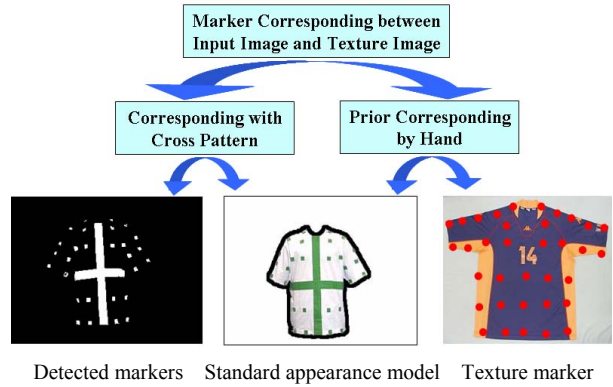 Marker Corresponding between
Input Image and Texture Image
Corresponding with
Cross Pattern
Prior Corresponding
by Hand
14
Detected markers
Standard appearance model
Texture marker